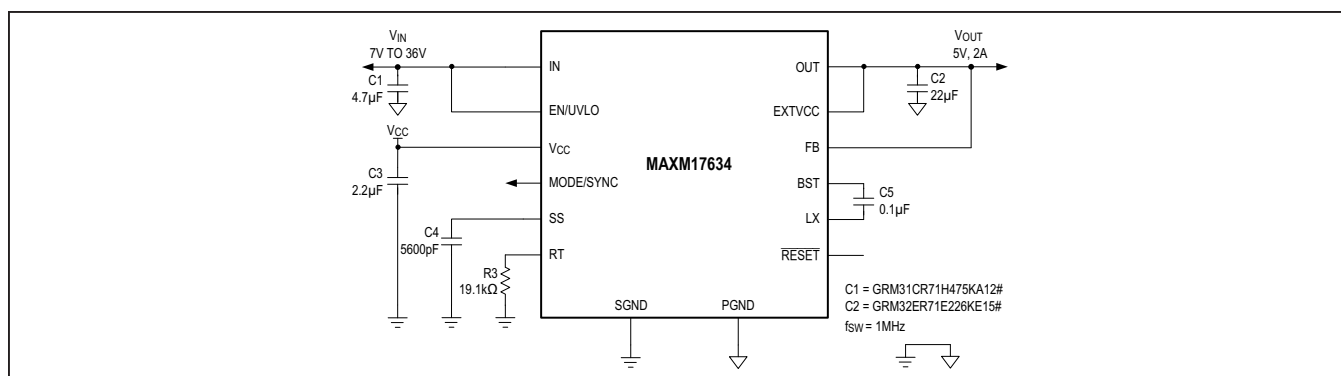 VIN
7V TO 36V
C1
4.7µF
VCC
C3
2.2µF
C4
5600pF
R3
19.1kΩ
IN
EN/UVLO
VCC
MODE/SYNC
SS
RT
MAXM17634
SGND
PGND
OUT
EXTVCC
FB
BST
LX
RESET
VOUT
5V, 2A
C2
22µF
C5
0.1µF
C1 = GRM31CR71H475KA12#
C2 = GRM32ER71E226KE15#
fSW = 1MHz